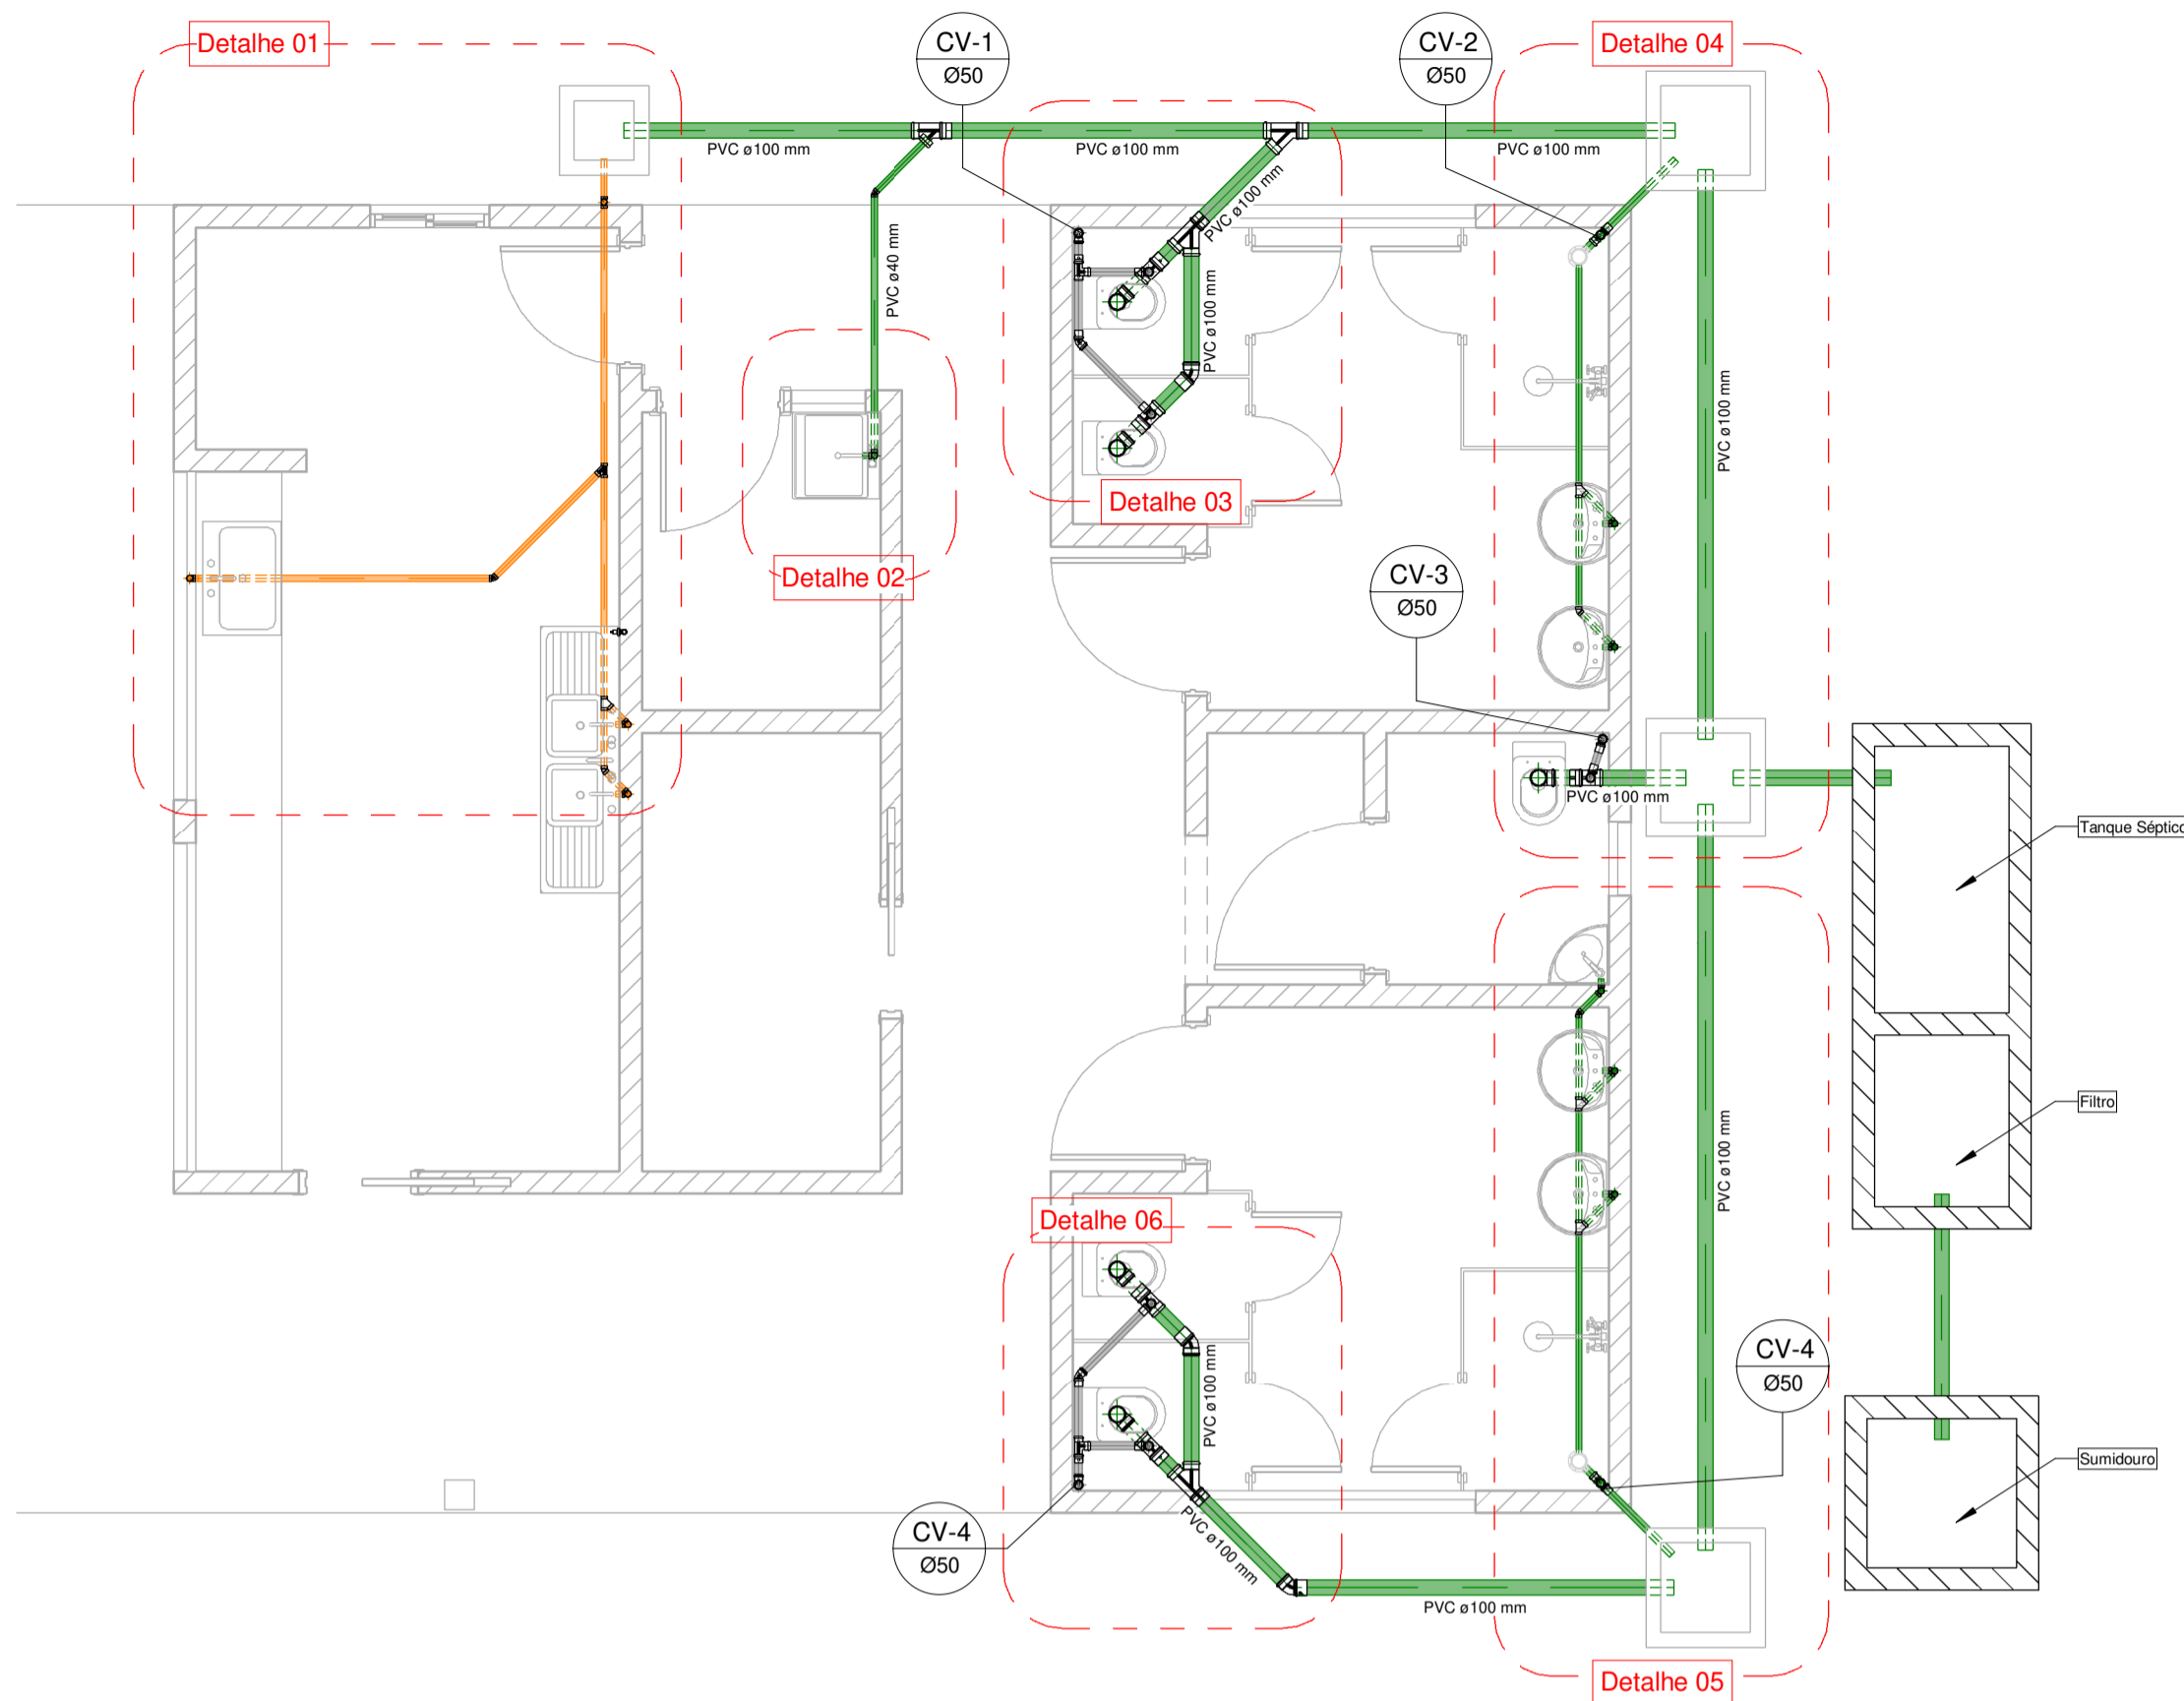 Detalhe 01
CV-1
Ø50
CV-2
Ø50
Detalhe 04
PVC ø100 mm
PVC ø100 mm
PVC ø100 mm
PVC ø100 mm
PVC ø40 mm
PVC ø100 mm
PVC ø100 mm
Detalhe 03
Detalhe 02
CV-3
Ø50
PVC ø100 mm
Tanque Séptico
PVC ø100 mm
Filtro
Detalhe 06
CV-4
Ø50
PVC ø100 mm
Sumidouro
CV-4
Ø50
PVC ø100 mm
PVC ø100 mm
Detalhe 05